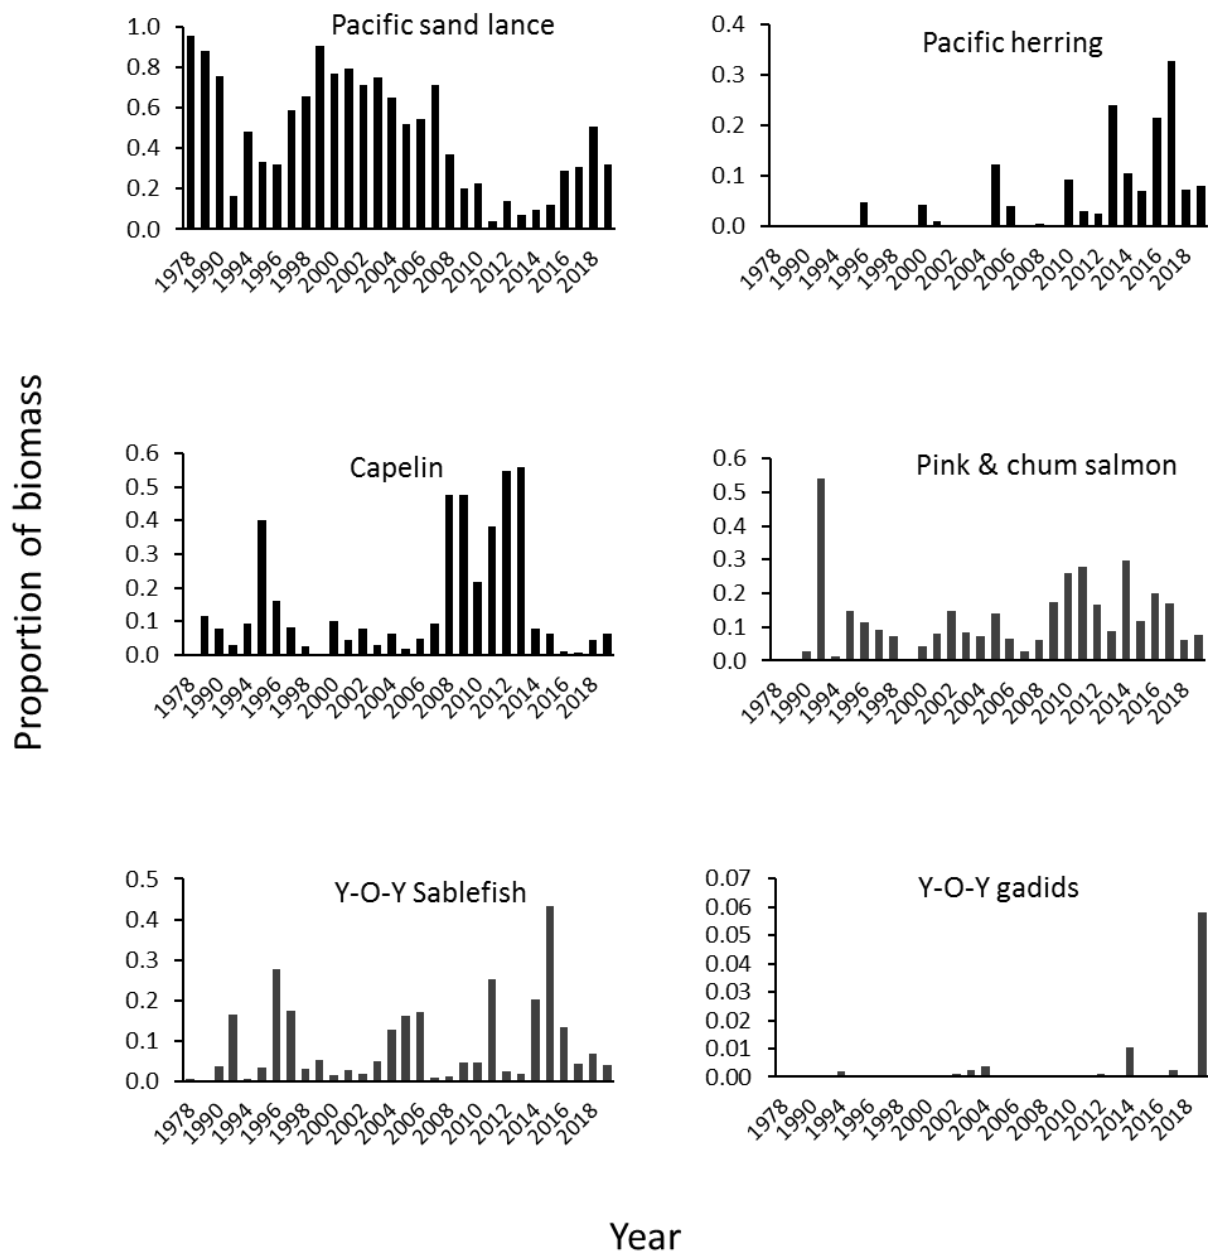 Pacific sand lance
1.0
0.8
0.6
0.4
0.2
0.0
1978 1990 1994 1996 1998 2000 2002 2004 2006 2008 2010 2012 2014 2016 2018
Pacific herring
0.4
0.3
0.2
0.1
0.0
1978 1990 1994 1996 1998 2000 2002 2004 2006 2008 2010 2012 2014 2016 2018
Proportion of biomass
Capelin
0.6
0.5
0.4
0.3
0.2
0.1
0.0
1978 1990 1994 1996 1998 2000 2002 2004 2006 2008 2010 2012 2014 2016 2018
Pink & chum salmon
0.6
0.5
0.4
0.3
0.2
0.1
0.0
1978 1990 1994 1996 1998 2000 2002 2004 2006 2008 2010 2012 2014 2016 2018
Y-O-Y Sablefish
0.5
0.4
0.3
0.2
0.1
0.0
1978 1990 1994 1996 1998 2000 2002 2004 2006 2008 2010 2012 2014 2016 2018
Y-O-Y gadids
0.07
0.06
0.05
0.04
0.03
0.02
0.01
0.00
1978 1990 1994 1996 1998 2000 2002 2004 2006 2008 2010 2012 2014 2016 2018
Year